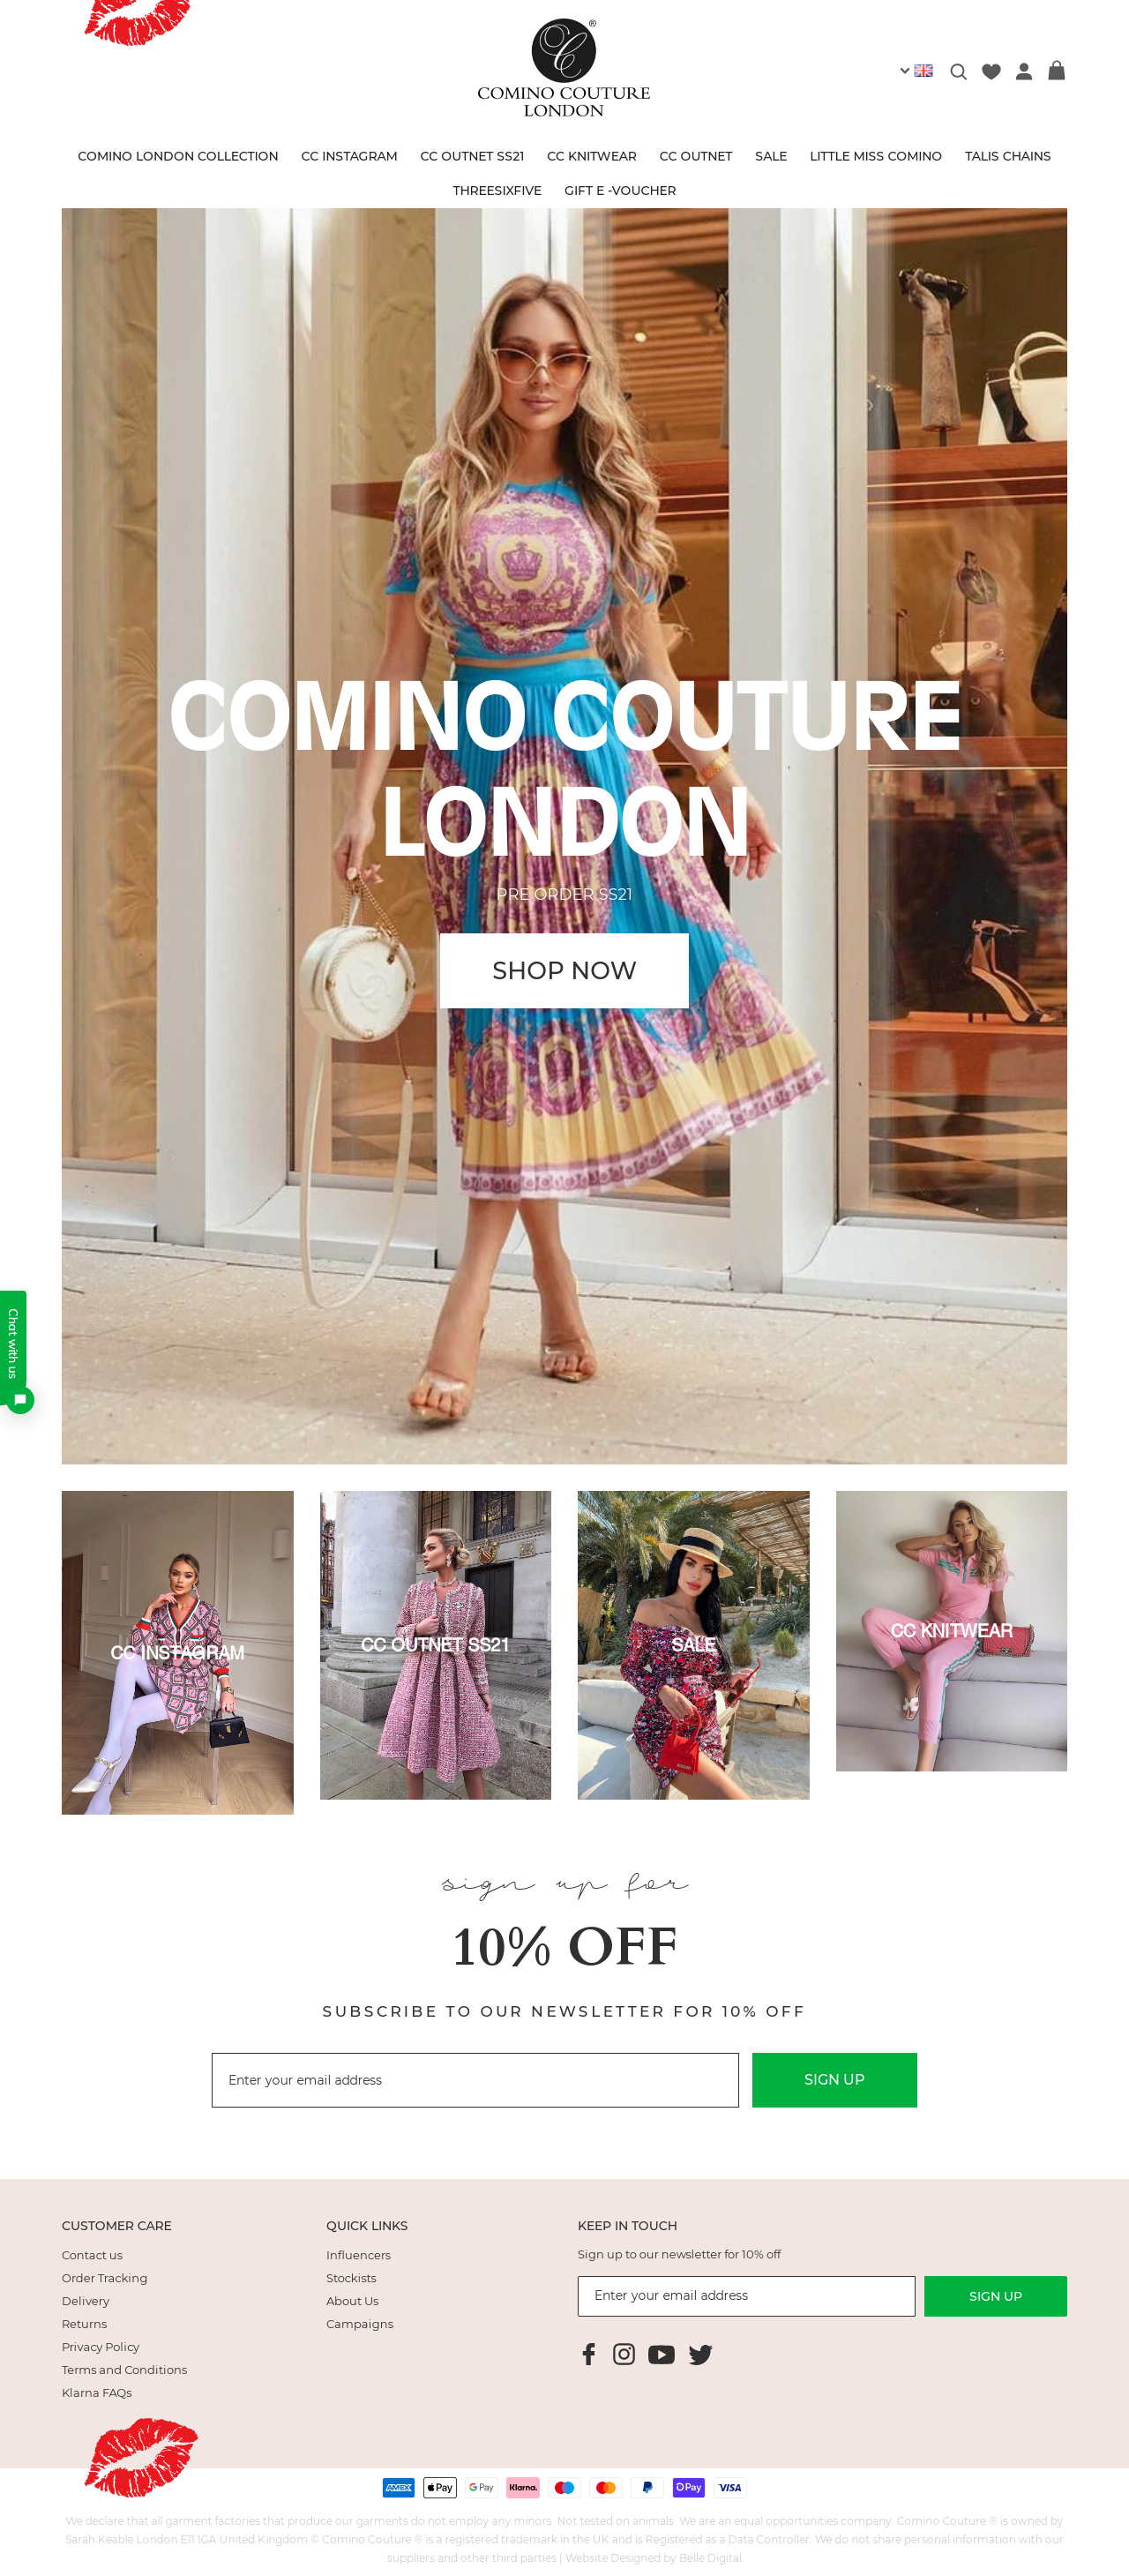 ®
COMINO COUTURE
LONDON
COMINO LONDON COLLECTION CC INSTAGRAM CC OUTNET SS21 CC KNITWEAR CC OUTNET SALE LITTLE MISS COMINO TALIS CHAINS
THREESIXFIVE GIFT E -VOUCHER
COMINO COUTURE
LONDON
PRE ORDER SS21
SHOP NOW
Chat with us
CC INSTAGRAM
CC OUTNET SS21
SALE
CC KNITWEAR
sign up for
10% OFF
SUBSCRIBE TO OUR NEWSLETTER FOR 10% OFF
Enter your email address
SIGN UP
CUSTOMER CARE
Contact us
Order Tracking
Delivery
Returns
Privacy Policy
Terms and Conditions
Klarna FAQs
QUICK LINKS
Influencers
Stockists
About Us
Campaigns
KEEP IN TOUCH
Sign up to our newsletter for 10% off
Enter your email address
SIGN UP
AMEX Pay G Pay Klarna. Pay VISA
We declare that all garment factories that produce our garments do not employ any minors. Not tested on animals. We are an equal opportunities company. Comino Couture ® is owned by
Sarah Keable London E11 1GA United Kingdom © Comino Couture ® is a registered trademark in the UK and is Registered as a Data Controller. We do not share personal information with our
suppliers and other third parties | Website Designed by Belle Digital